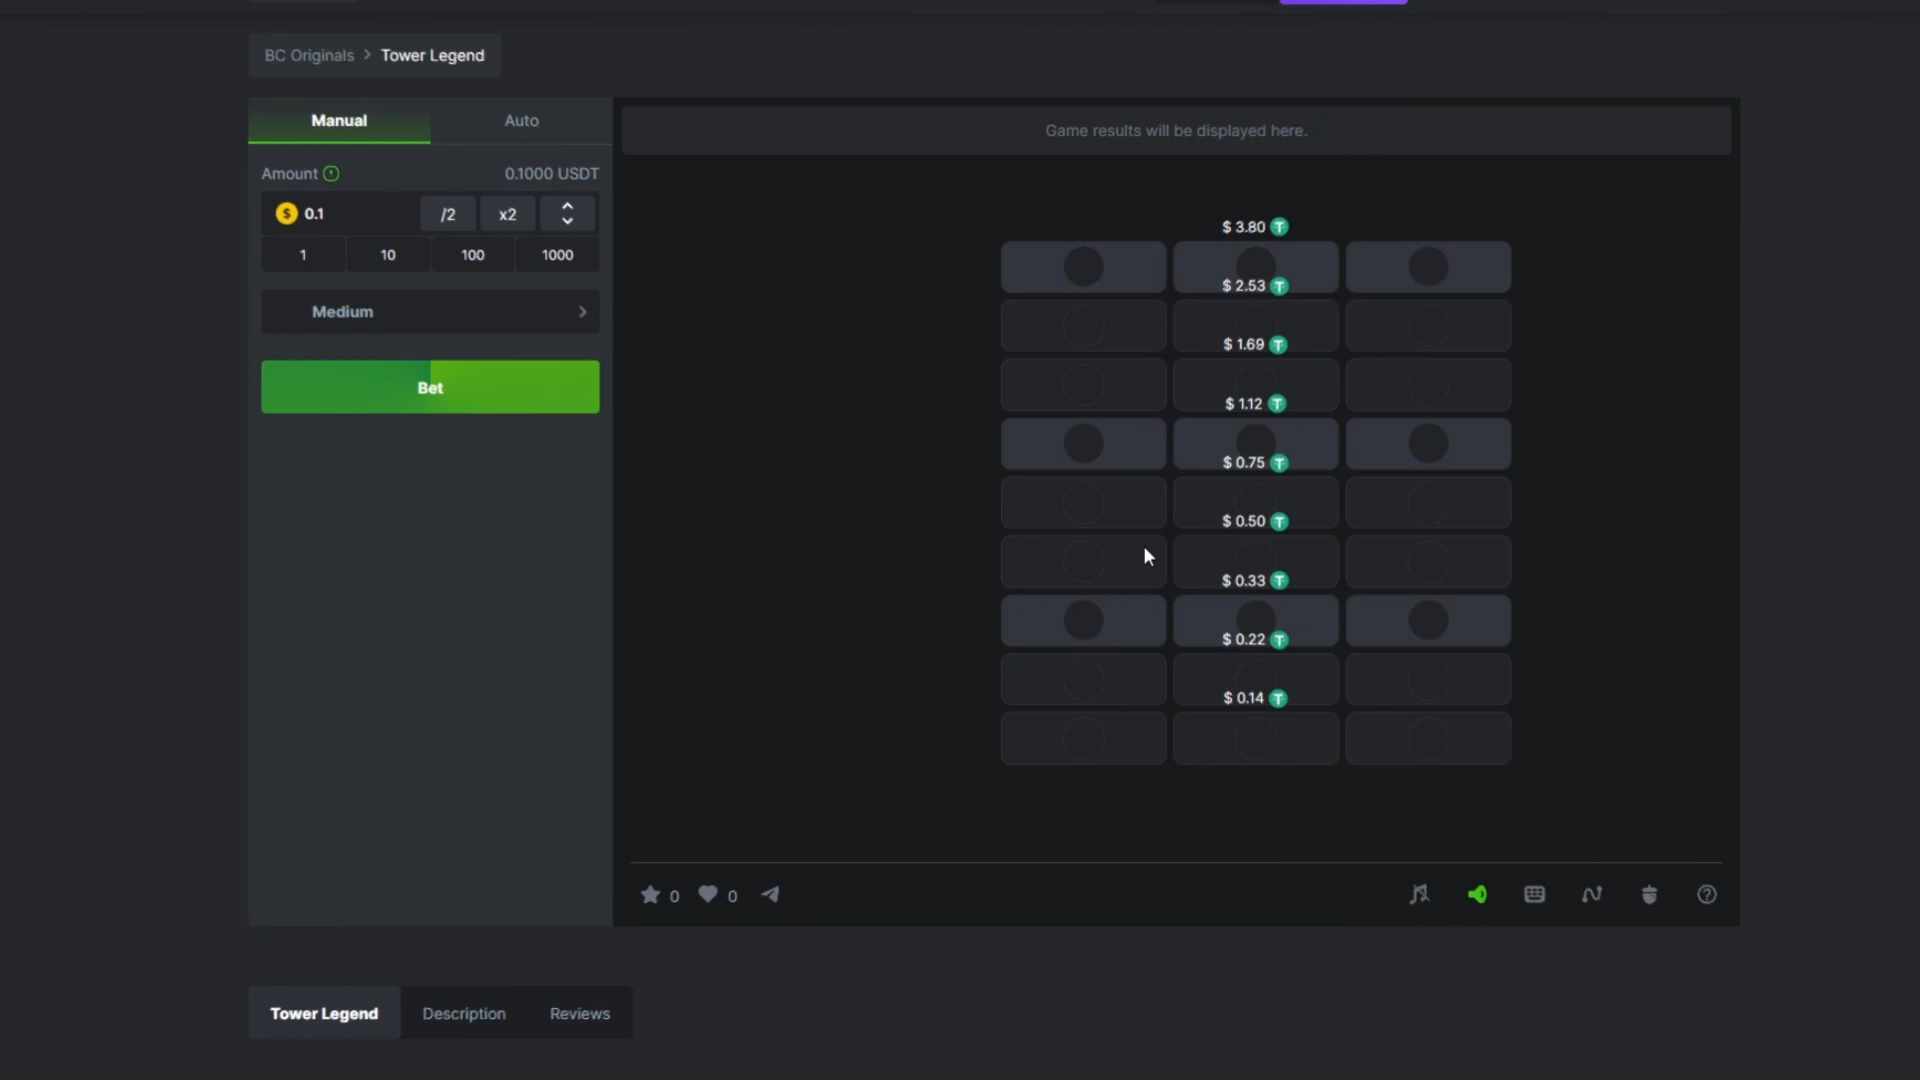 BC Originals > Tower Legend
Manual
Auto
Game results will be displayed here.
Amount
0.1000 USDT
0.1
/2
x2
1
10
100
1000
Medium
Bet
$ 3.80
$ 2.53
$ 1.69
$ 1.12
$ 0.75
$ 0.50
$ 0.33
$ 0.22
$ 0.14
0
0
Tower Legend
Description
Reviews